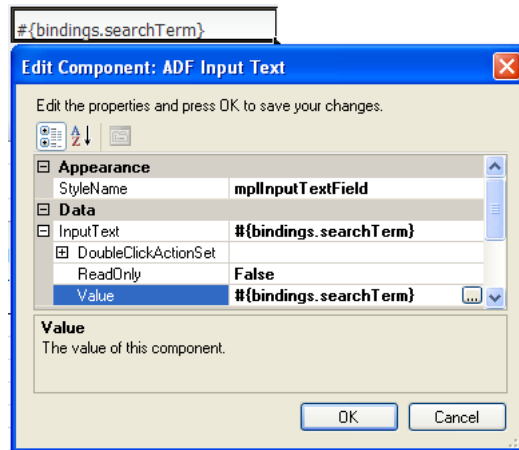 #{bindings.searchTerm}
Edit Component: ADF Input Text
Edit the properties and press OK to save your changes.
Appearance
StyleName mplInputTextField
Data
InputText #{bindings.searchTerm}
DoubleClickActionSet
ReadOnly False
Value #{bindings.searchTerm} ...
Value
The value of this component.
OK Cancel